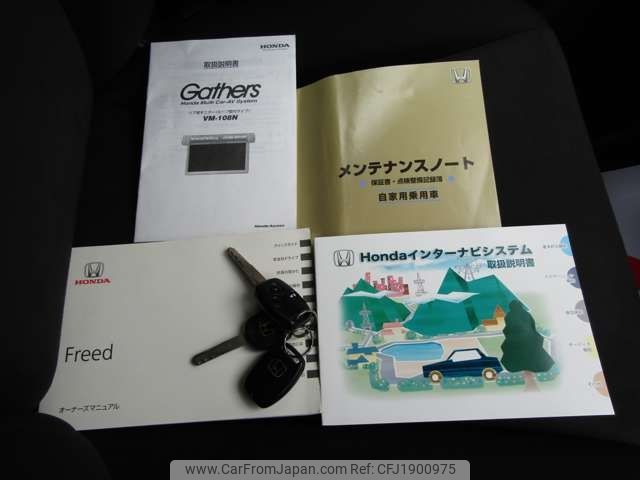 HONDA
取扱説明書
Gathers
Honda Multi Car-AV System
VM-108N
Honda Access
メンテナンスノート
保証書・点検整備記録簿
自家用乗用車
HONDA
Freed
オーナーズマニュアル
Hondaインターナビシステム
取扱説明書
www.CarFromJapan.com - CFJ1900975